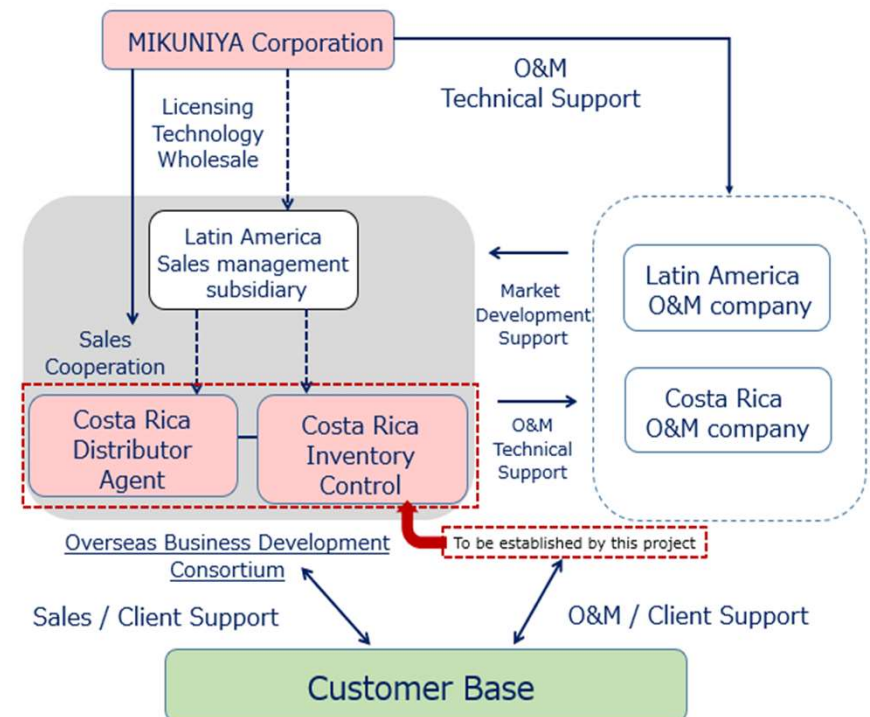 MIKUNIYA Corporation
O&M
Technical Support
Licensing
Technology
Wholesale
Latin America
Sales management
subsidiary
Market
Development
Support
Latin America
O&M company
Sales
Cooperation
Costa Rica
Distributor
Agent
Costa Rica
Inventory
Control
O&M
Technical
Support
Costa Rica
O&M company
Overseas Business Development
Consortium
To be established by this project
Sales / Client Support
O&M / Client Support
Customer Base